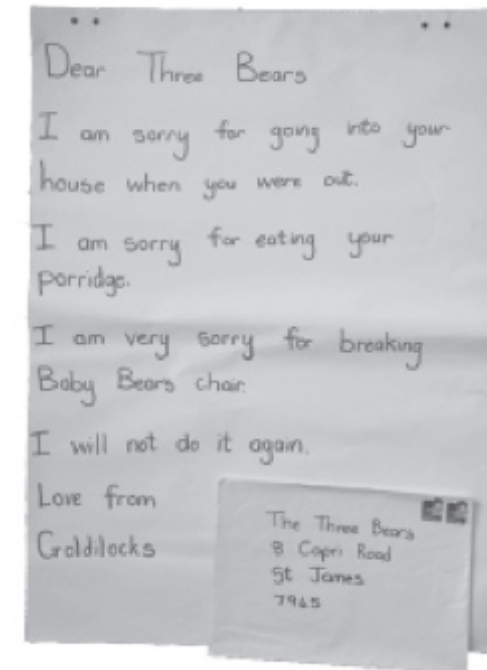 Dear Three Bears
I am sorry for going into your
house when you were out.
I am sorry for eating your
porridge.
I am very sorry for breaking
Baby Bears chair.
I will not do it again.
Love from
Goldilocks
The Three Bears
8 Capri Road
St James
7945